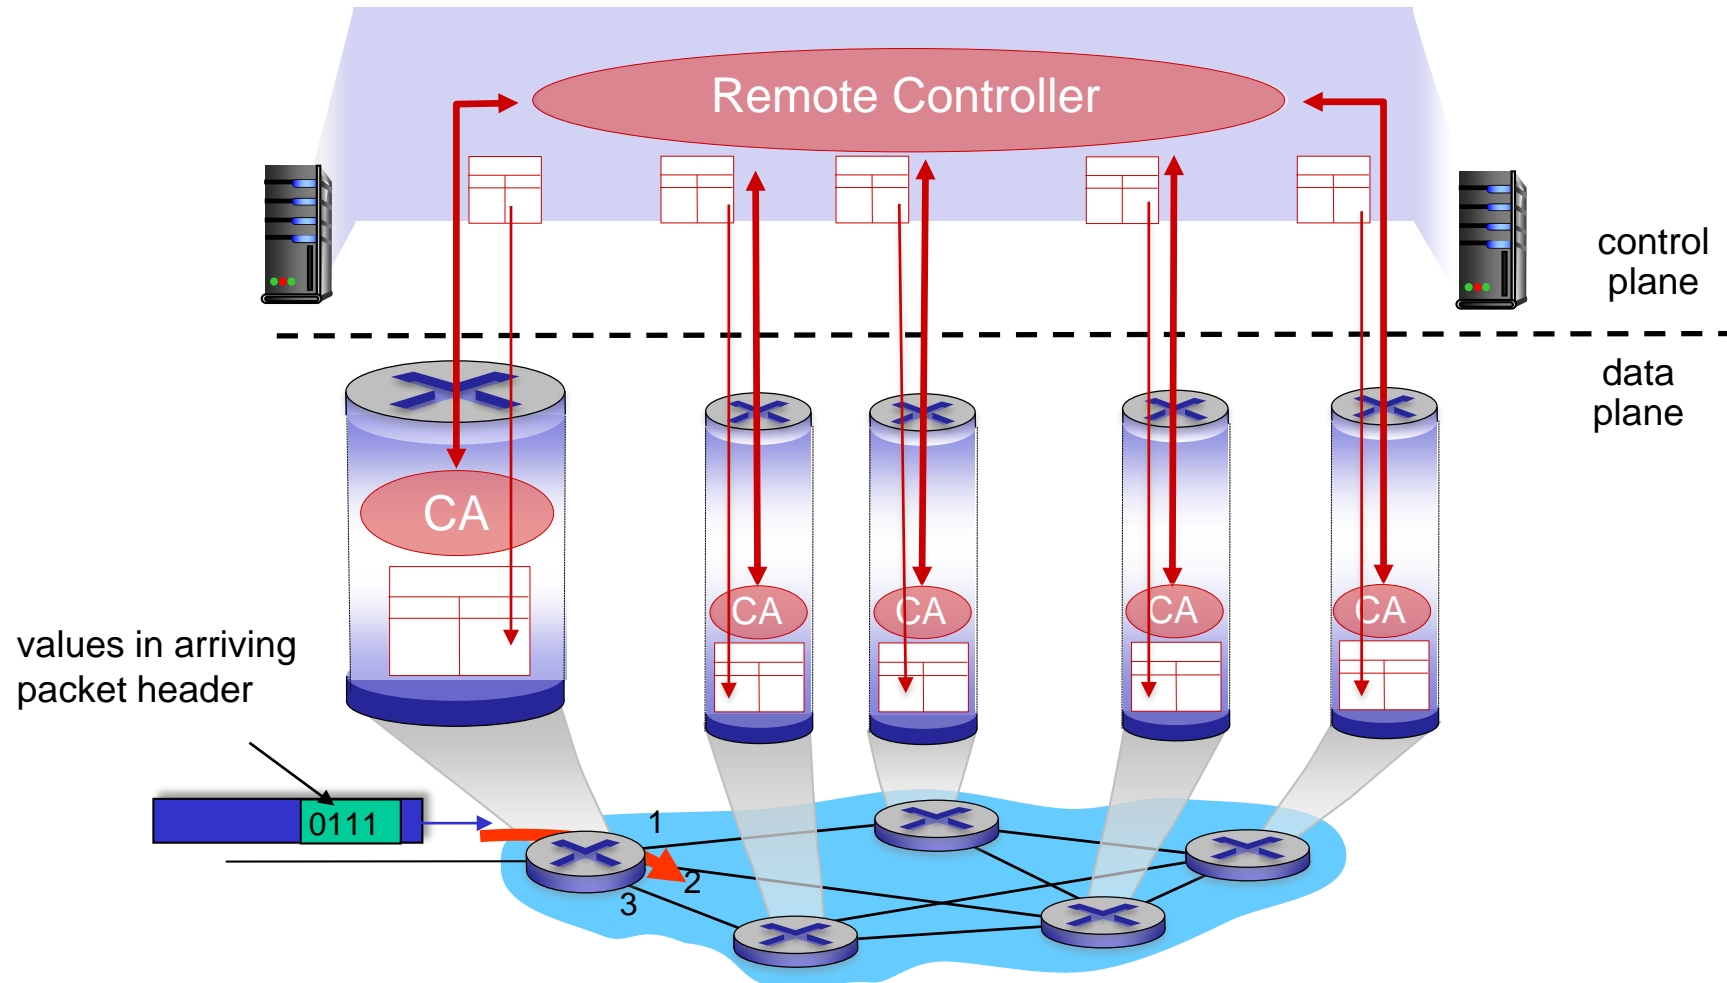 Remote Controller
control
plane
data
plane
CA
CA
CA
CA
CA
values in arriving
packet header
0111
1
2
3